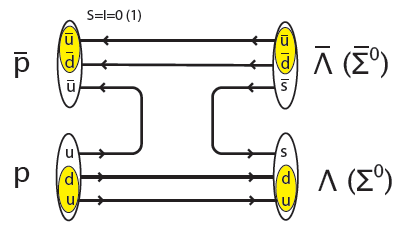 S=I=0 (1)
p̄ ū ū Λ̄ (Σ̄⁰)
d̄ d̄
ū s̄
u s
p d d Λ (Σ⁰)
u u